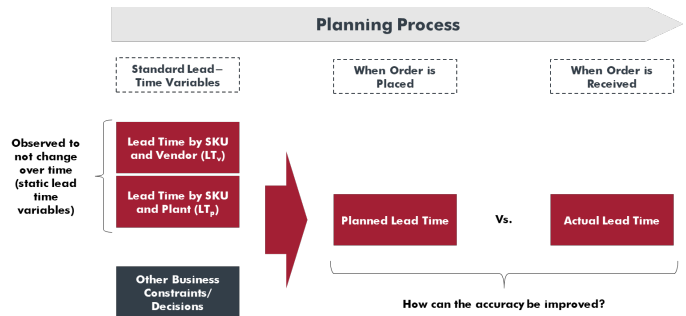 Planning Process
Standard Lead–
Time Variables
When Order is
Placed
When Order is
Received
Observed to
not change
over time
(static lead
time
variables)
Lead Time by SKU
and Vendor (LTv)
Lead Time by SKU
and Plant (LTp)
Planned Lead Time
Vs.
Actual Lead Time
Other Business
Constraints/
Decisions
How can the accuracy be improved?